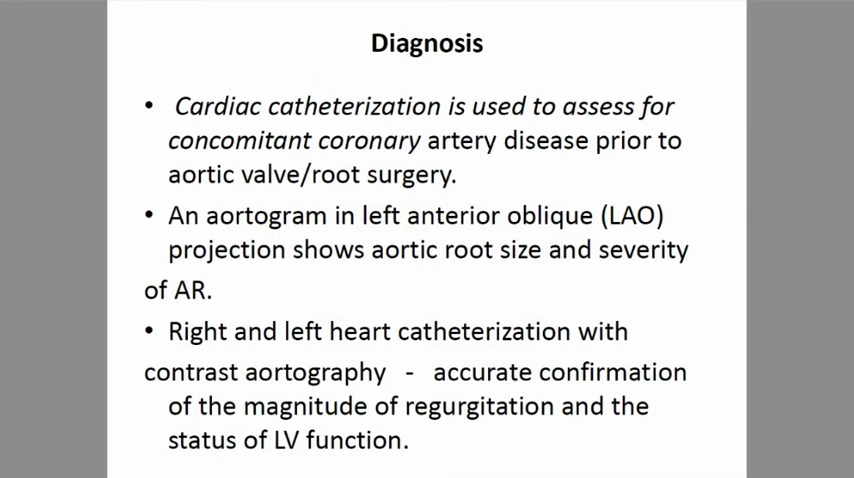 Diagnosis
• Cardiac catheterization is used to assess for
concomitant coronary artery disease prior to
aortic valve/root surgery.
• An aortogram in left anterior oblique (LAO)
projection shows aortic root size and severity
of AR.
• Right and left heart catheterization with
contrast aortography - accurate confirmation
of the magnitude of regurgitation and the
status of LV function.